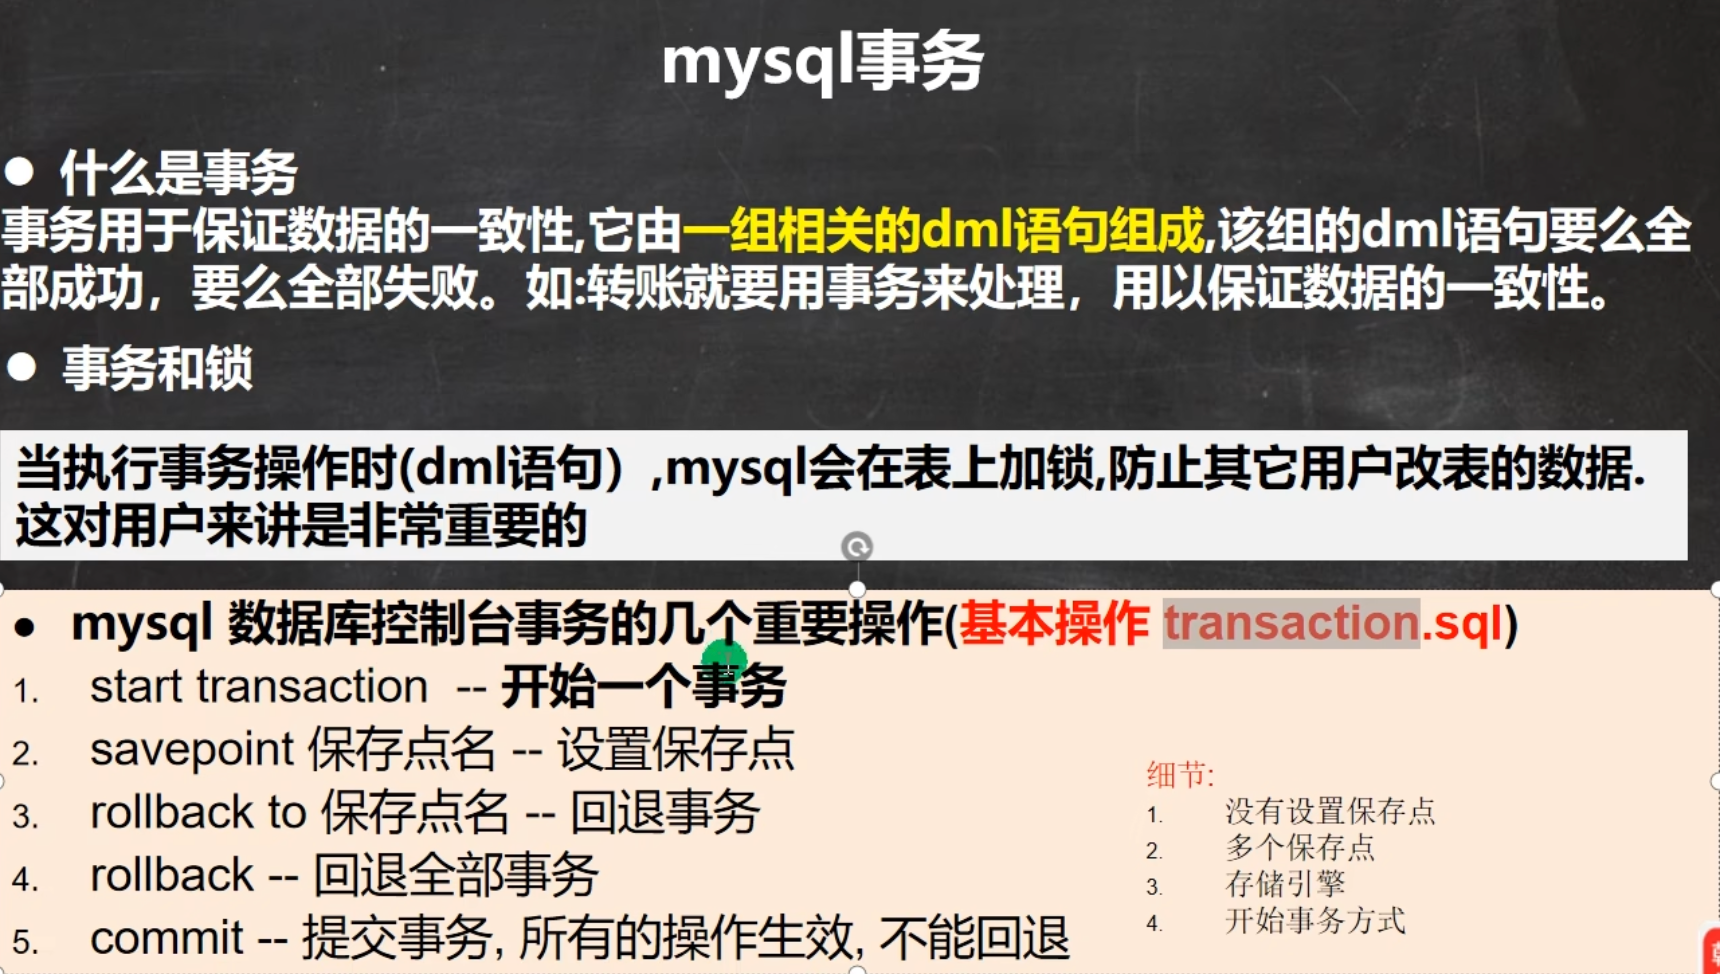 mysql事务
● 什么是事务
事务用于保证数据的一致性,它由一组相关的dml语句组成,该组的dml语句要么全
部成功，要么全部失败。如:转账就要用事务来处理，用以保证数据的一致性。
● 事务和锁
当执行事务操作时(dml语句）,mysql会在表上加锁,防止其它用户改表的数据.
这对用户来讲是非常重要的
● mysql 数据库控制台事务的几个重要操作(基本操作 transaction.sql)
1. start transaction -- 开始一个事务
2. savepoint 保存点名 -- 设置保存点
3. rollback to 保存点名 -- 回退事务
4. rollback -- 回退全部事务
5. commit -- 提交事务, 所有的操作生效, 不能回退
细节:
1. 没有设置保存点
2. 多个保存点
3. 存储引擎
4. 开始事务方式